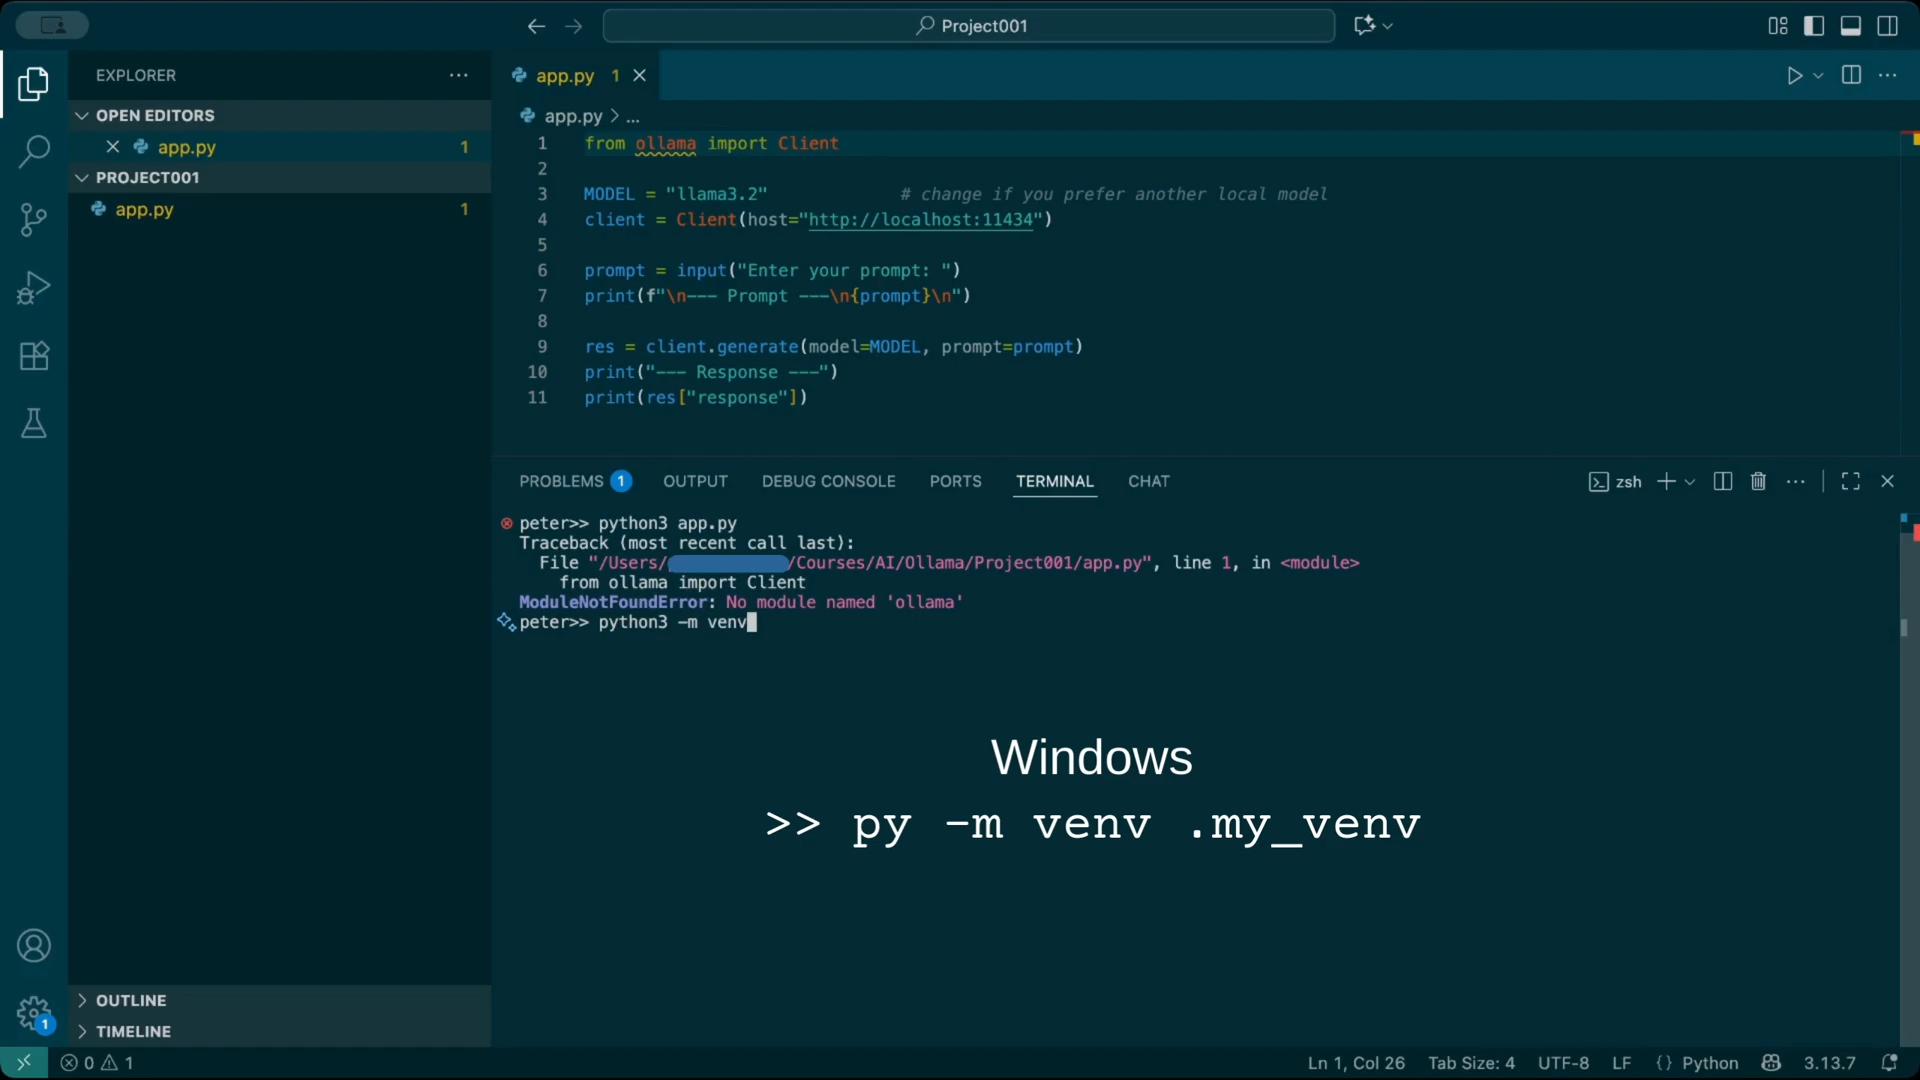 Project001
EXPLORER
OPEN EDITORS
app.py 1
PROJECT001
app.py 1
OUTLINE
TIMELINE
1
app.py 1
app.py > ...
1 from ollama import Client
2
3 MODEL = "llama3.2" # change if you prefer another local model
4 client = Client(host="http://localhost:11434")
5
6 prompt = input("Enter your prompt: ")
7 print(f"\n--- Prompt ---\n{prompt}\n")
8
9 res = client.generate(model=MODEL, prompt=prompt)
10 print("--- Response ---")
11 print(res["response"])
PROBLEMS 1 OUTPUT DEBUG CONSOLE PORTS TERMINAL CHAT
zsh
peter>> python3 app.py
Traceback (most recent call last):
File "/Users/ /Courses/AI/Ollama/Project001/app.py", line 1, in <module>
from ollama import Client
ModuleNotFoundError: No module named 'ollama'
peter>> python3 -m venv
Windows
>> py -m venv .my_venv
0 1
Ln 1, Col 26 Tab Size: 4 UTF-8 LF {} Python 3.13.7